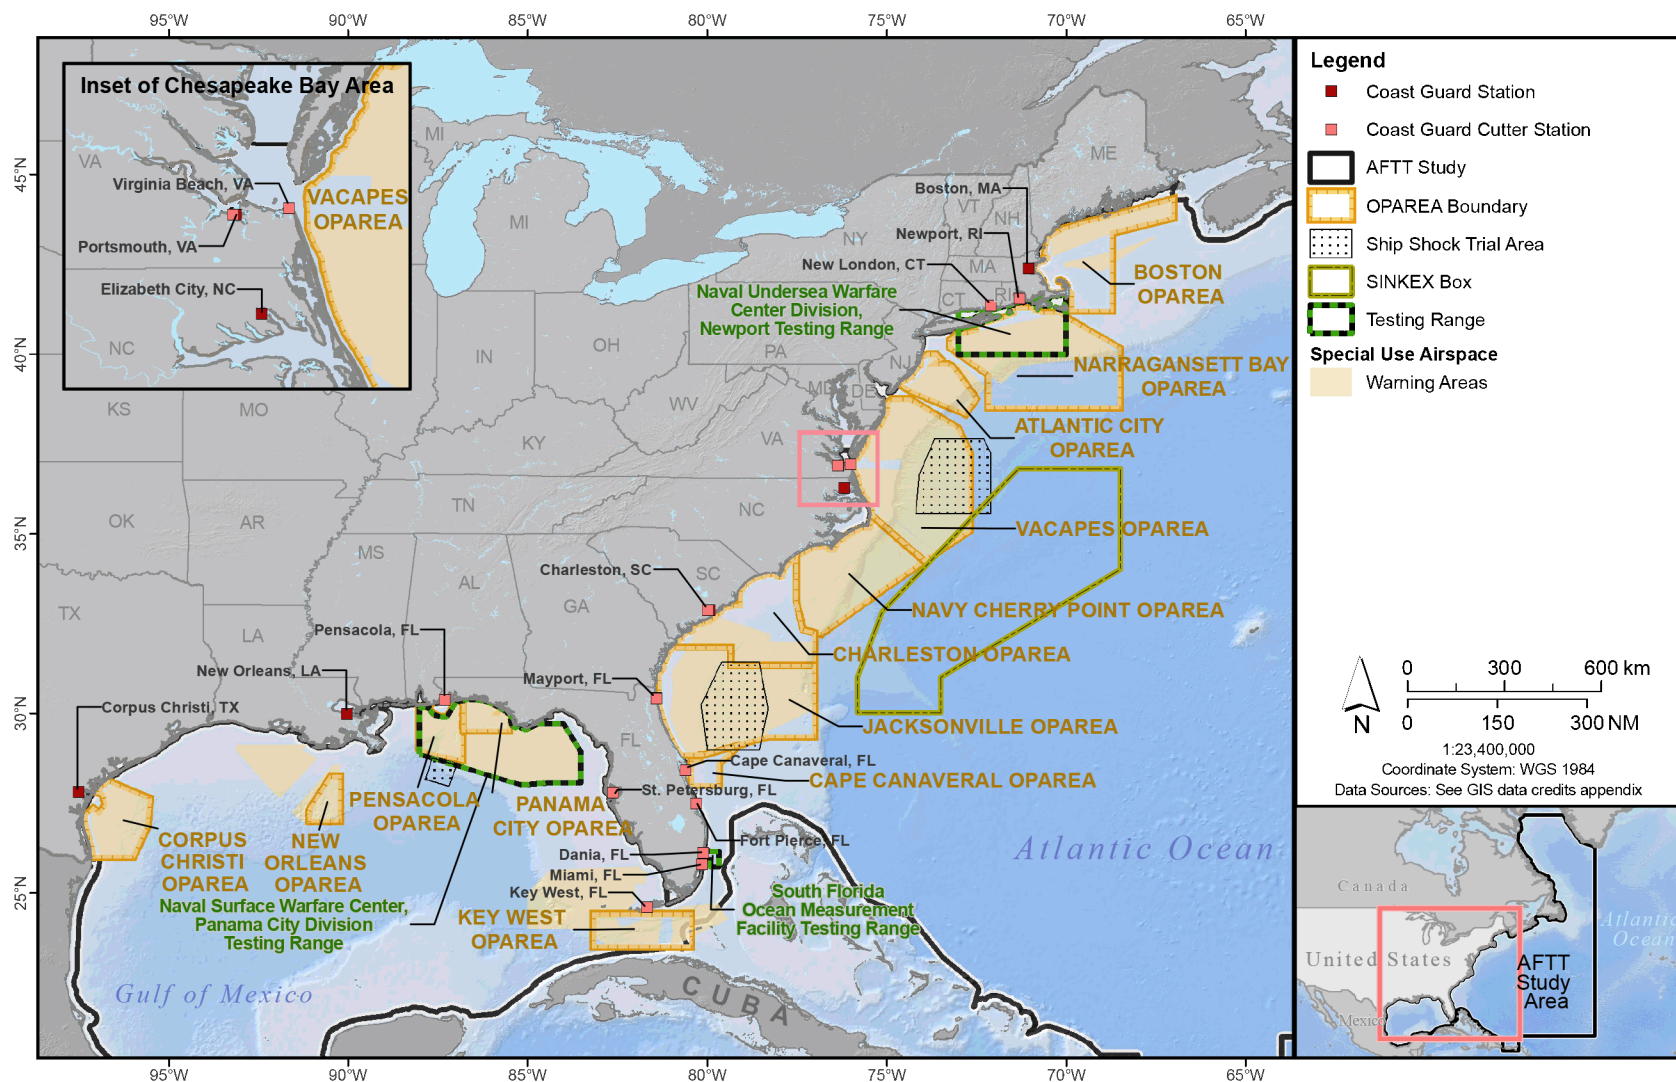 95°W 90°W 85°W 80°W 75°W 70°W 65°W
45°N
40°N
35°N
30°N
25°N
Inset of Chesapeake Bay Area
VA
Virginia Beach, VA
VACAPES
OPAREA
Portsmouth, VA
Elizabeth City, NC
NC
MI
MI
ME
VT
NH
NY
MA
CT
RI
PA
NJ
OH
IN
MD
DE
WV
VA
KS
MO
KY
OK
AR
TN
NC
MS
AL
GA
SC
TX
LA
FL
Boston, MA
Newport, RI
New London, CT
Naval Undersea Warfare
Center Division,
Newport Testing Range
BOSTON
OPAREA
NARRAGANSETT BAY
OPAREA
ATLANTIC CITY
OPAREA
VACAPES OPAREA
Charleston, SC
NAVY CHERRY POINT OPAREA
CHARLESTON OPAREA
Pensacola, FL
New Orleans, LA
Mayport, FL
Corpus Christi, TX
JACKSONVILLE OPAREA
Cape Canaveral, FL
CAPE CANAVERAL OPAREA
St. Petersburg, FL
PENSACOLA
OPAREA
PANAMA
CITY OPAREA
CORPUS
CHRISTI
OPAREA
NEW
ORLEANS
OPAREA
Fort Pierce, FL
Dania, FL
Miami, FL
Key West, FL
Atlantic Ocean
Naval Surface Warfare Center,
Panama City Division
Testing Range
KEY WEST
OPAREA
South Florida
Ocean Measurement
Facility Testing Range
Gulf of Mexico
CUBA
95°W 90°W 85°W 80°W 75°W 70°W 65°W
Legend
Coast Guard Station
Coast Guard Cutter Station
AFTT Study
OPAREA Boundary
Ship Shock Trial Area
SINKEX Box
Testing Range
Special Use Airspace
Warning Areas
0 300 600 km
0 150 300 NM
N
1:23,400,000
Coordinate System: WGS 1984
Data Sources: See GIS data credits appendix
Canada
Atlantic
Ocean
United States
AFTT
Study
Area
Mexico